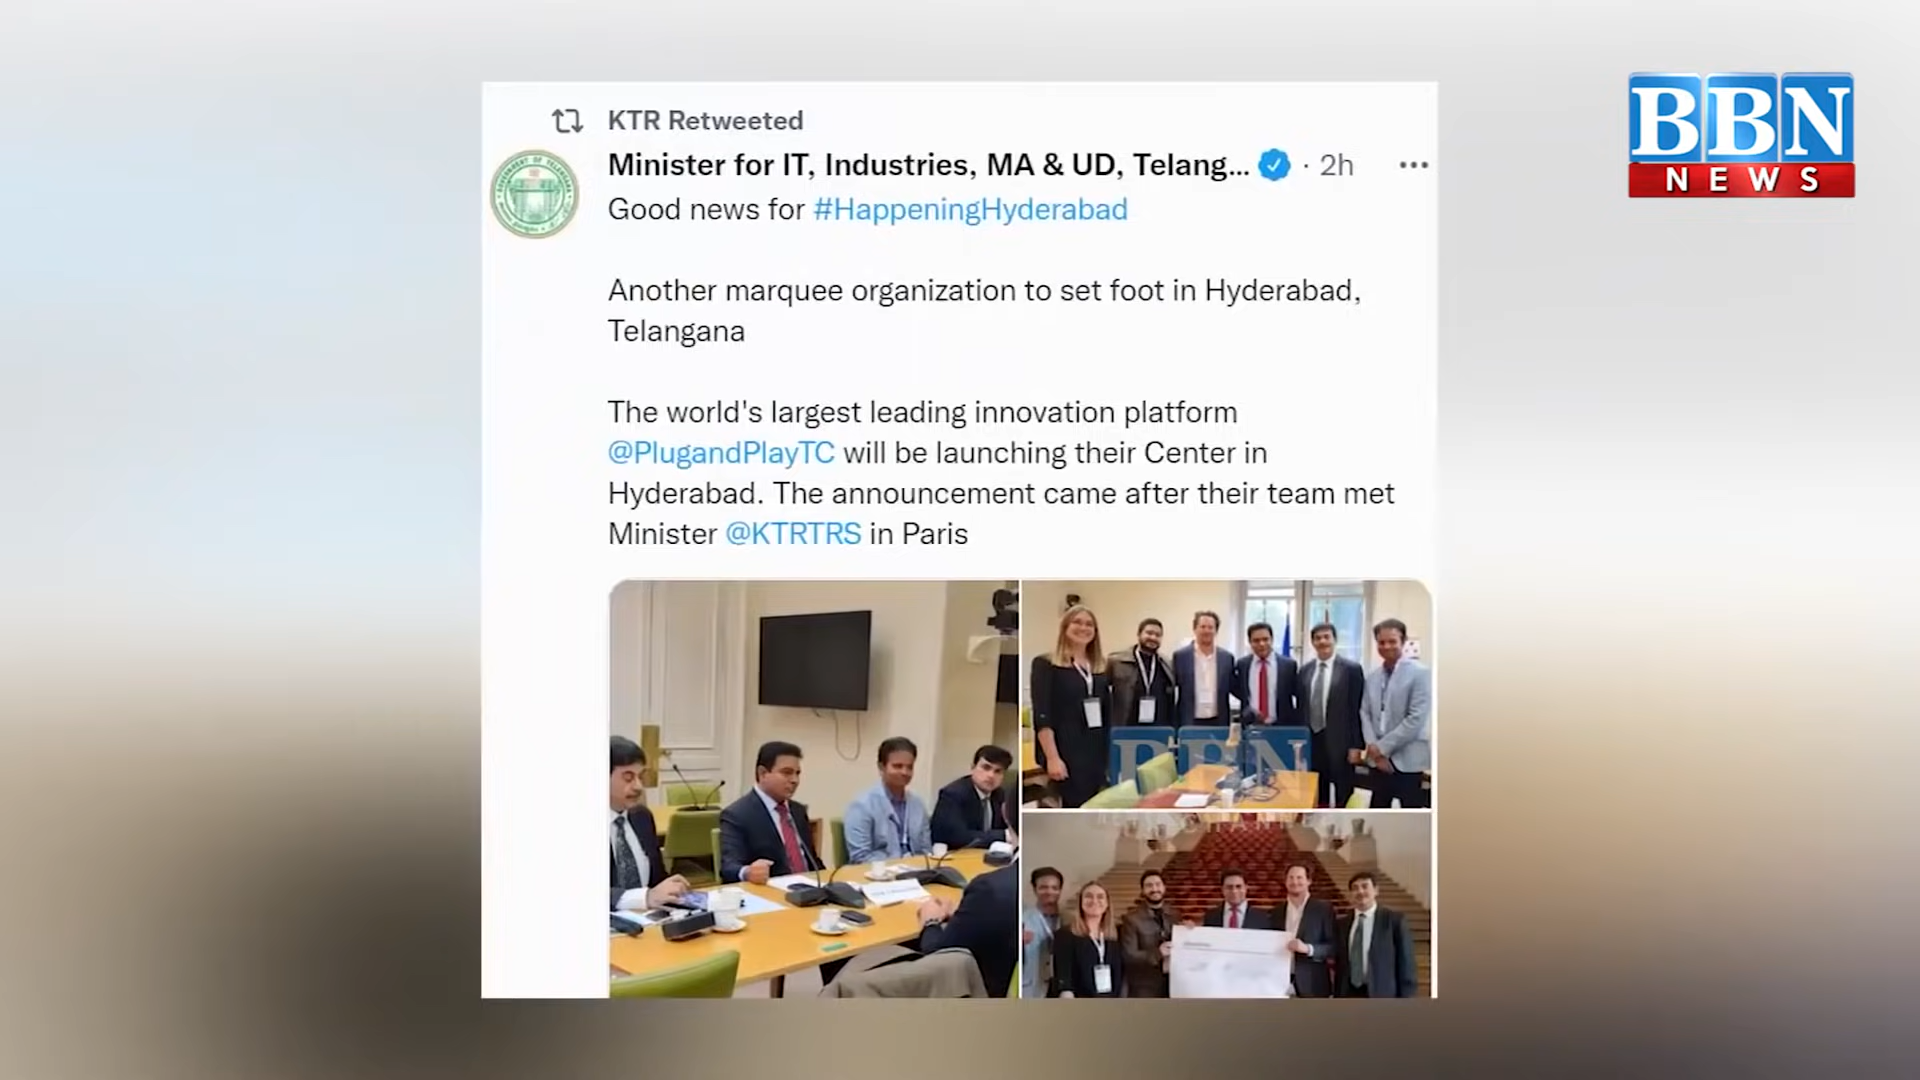 KTR Retweeted
Minister for IT, Industries, MA & UD, Telang... · 2h
Good news for #HappeningHyderabad
Another marquee organization to set foot in Hyderabad,
Telangana
The world's largest leading innovation platform
@PlugandPlayTC will be launching their Center in
Hyderabad. The announcement came after their team met
Minister @KTRTRS in Paris
BBN
NEWS
BBN